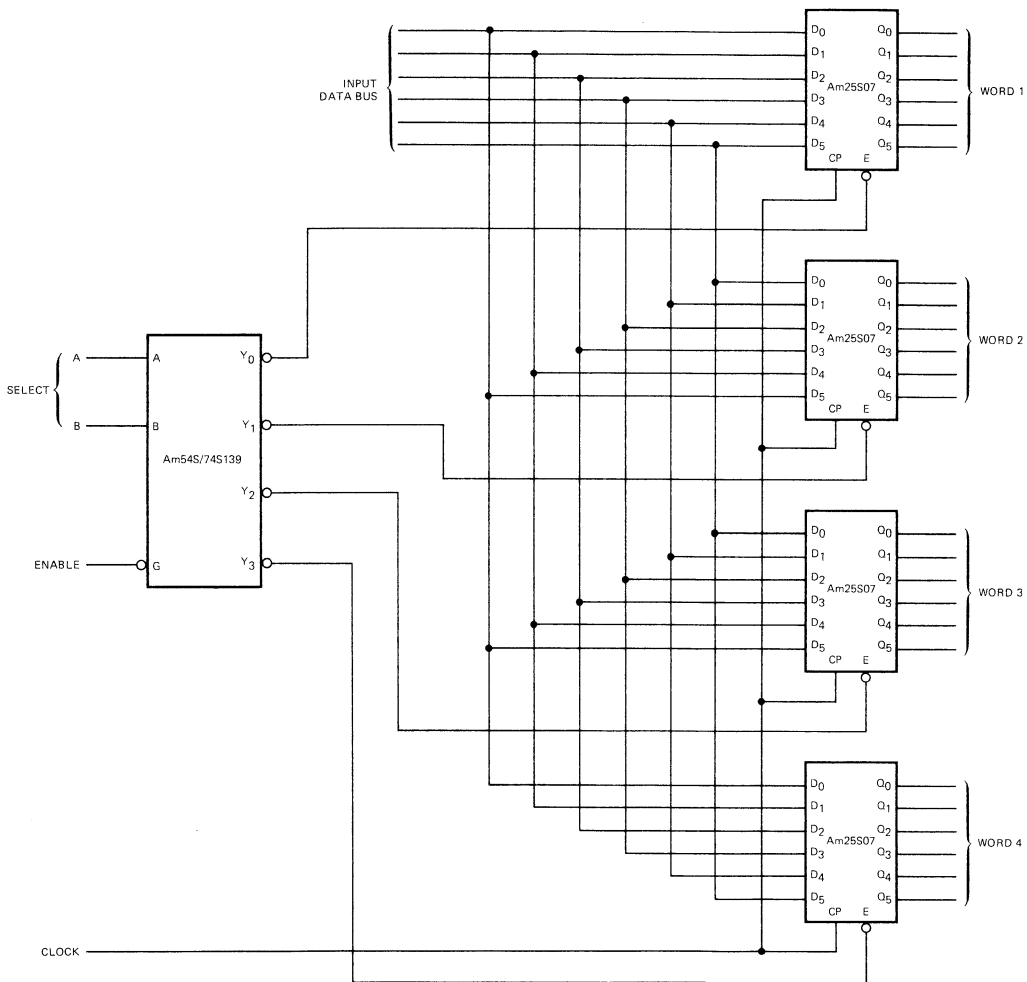 D0 Q0
D1 Q1
D2 Q2
Am25S07
D3 Q3
D4 Q4
D5 Q5
CP E
INPUT
DATA BUS
WORD 1
D0 Q0
D1 Q1
D2 Q2
Am25S07
D3 Q3
D4 Q4
D5 Q5
CP E
WORD 2
SELECT
A
B
ENABLE
A
B
G
Am54S/74S139
Y0
Y1
Y2
Y3
D0 Q0
D1 Q1
D2 Q2
Am25S07
D3 Q3
D4 Q4
D5 Q5
CP E
WORD 3
D0 Q0
D1 Q1
D2 Q2
Am25S07
D3 Q3
D4 Q4
D5 Q5
CP E
WORD 4
CLOCK